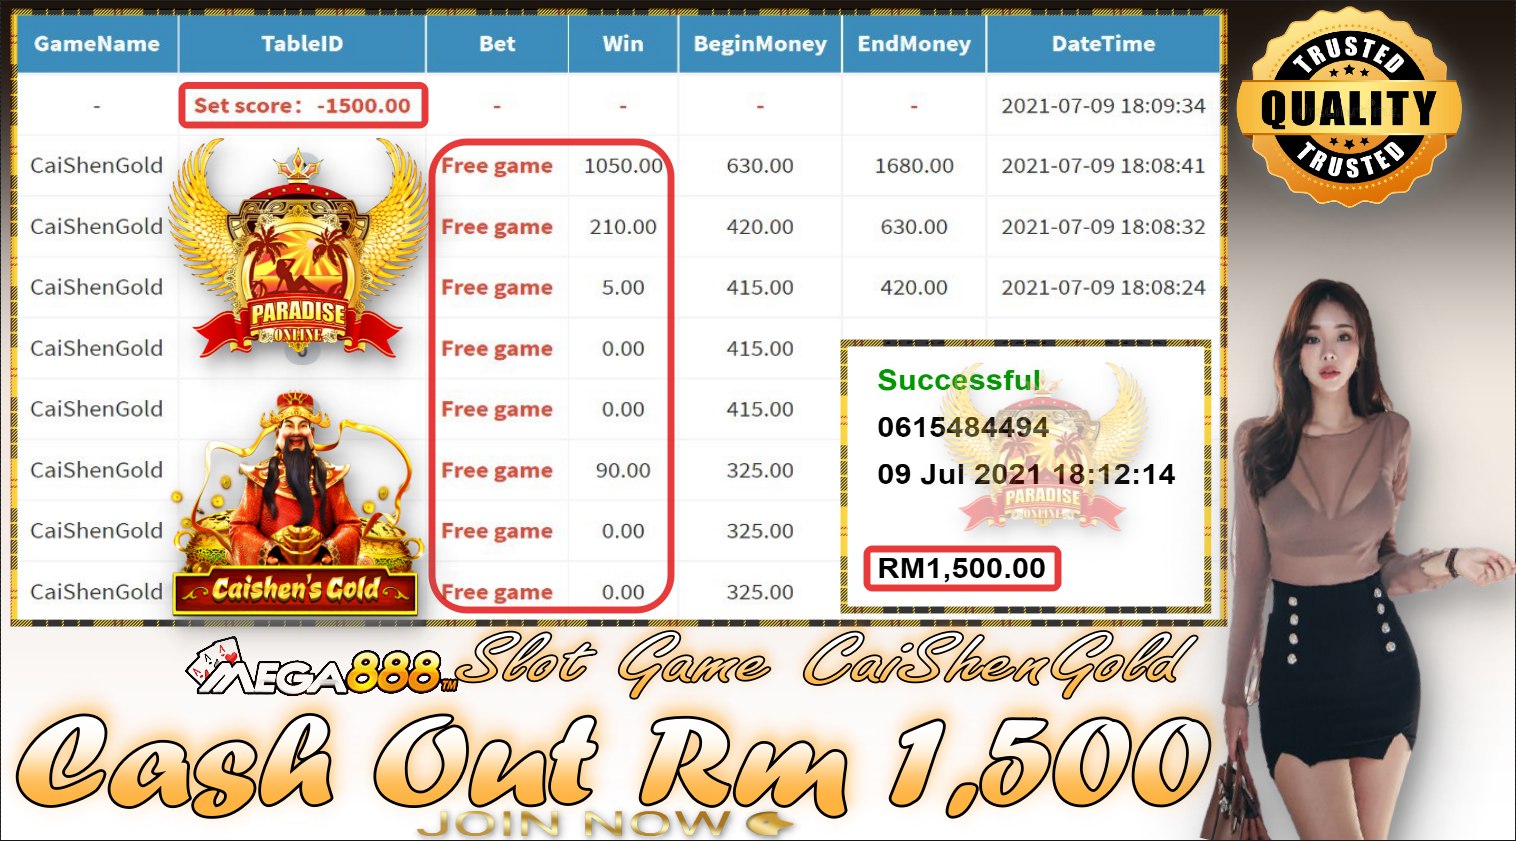 GameName TableID Bet Win BeginMoney EndMoney DateTime
- Set score: -1500.00 - - - - 2021-07-09 18:09:34
CaiShenGold Free game 1050.00 630.00 1680.00 2021-07-09 18:08:41
CaiShenGold Free game 210.00 420.00 630.00 2021-07-09 18:08:32
CaiShenGold Free game 5.00 415.00 420.00 2021-07-09 18:08:24
CaiShenGold Free game 0.00 415.00
CaiShenGold Free game 0.00 415.00
CaiShenGold Free game 90.00 325.00
CaiShenGold Free game 0.00 325.00
CaiShenGold Free game 0.00 325.00
PARADISE
ONLINE
Caishen's Gold
Successful
0615484494
09 Jul 2021 18:12:14
PARADISE
ONLINE
RM1,500.00
TRUSTED
QUALITY
TRUSTED
MEGA888 TM Slot Game CaiShenGold
Cash Out Rm 1,500
JOIN NOW